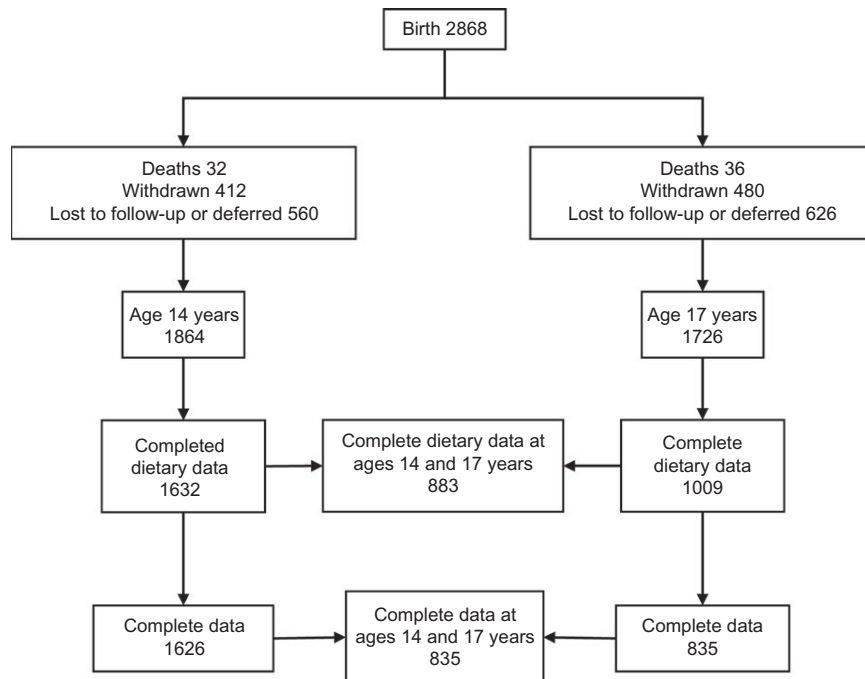 Birth 2868
Deaths 32
Withdrawn 412
Lost to follow-up or deferred 560
Deaths 36
Withdrawn 480
Lost to follow-up or deferred 626
Age 14 years
1864
Age 17 years
1726
Completed
dietary data
1632
Complete dietary data at
ages 14 and 17 years
883
Complete
dietary data
1009
Complete data
1626
Complete data at
ages 14 and 17 years
835
Complete data
835